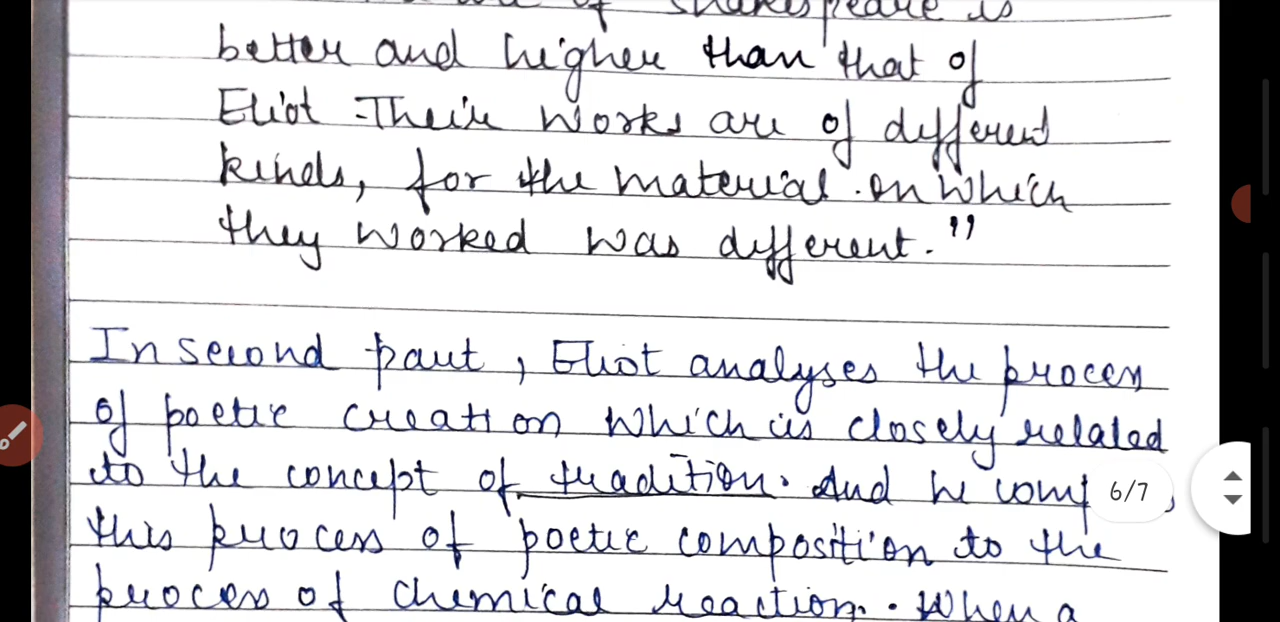 of Shakespeare is
better and higher than that of
Eliot. Their works are of different
kinds, for the material on which
they worked was different."
In second part, Eliot analyses the process
of poetic creation which is closely related
to the concept of tradition. And he
6/7
this process of poetic composition to the
process of chemical reaction. When a